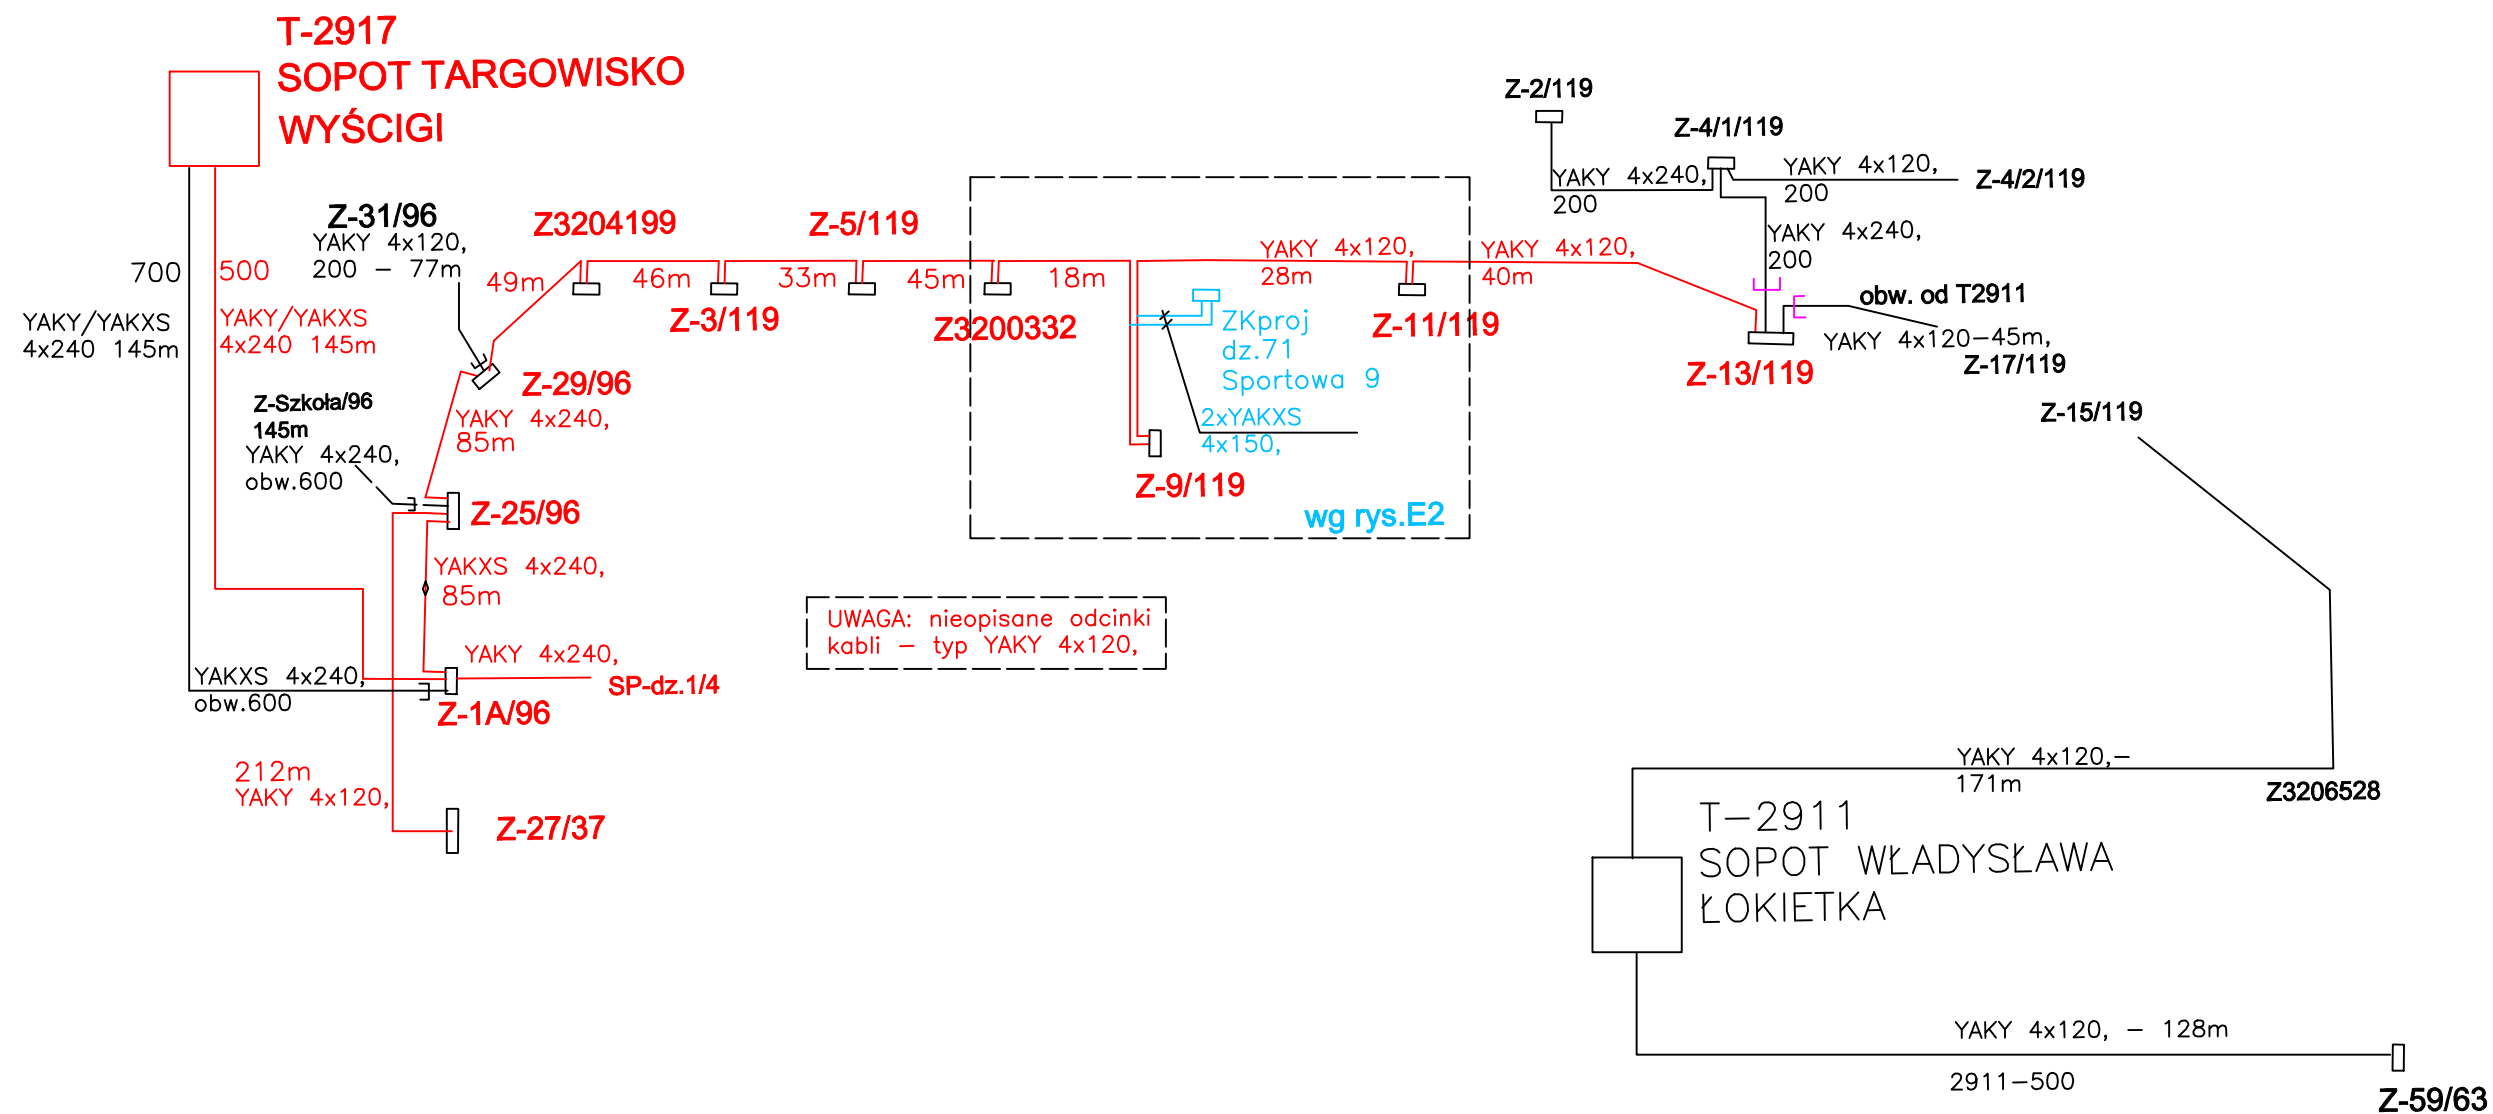 T-2917
SOPOT TARGOWISKO
WYŚCIGI
700
500
YAKY/YAKXS
4x240 145m
YAKY/YAKXS
4x240 145m
Z-31/96
YAKY 4x120,
200 - 77m
Z3204199
49m
46m
Z-3/119
Z-5/119
33m
45m
Z3200332
18m
YAKY 4x120,
28m
Z-11/119
YAKY 4x120,
40m
Z-2/119
YAKY 4x240,
200
Z-4/1/119
YAKY 4x120,
200
Z-4/2/119
YAKY 4x240,
200
obw. od T2911
YAKY 4x120-45m,
Z-17/119
Z-13/119
Z-15/119
ZKproj
dz.71
Sportowa 9
2xYAKXS
4x150,
Z-9/119
wg rys.E2
Z-29/96
YAKY 4x240,
85m
Z-Szkoła/96
145m
YAKY 4x240,
obw.600
Z-25/96
YAKXS 4x240,
85m
YAKY 4x240,
SP-dz.1/4
YAKXS 4x240,
obw.600
Z-1A/96
212m
YAKY 4x120,
Z-27/37
UWAGA: nieopisane odcinki
kabli - typ YAKY 4x120,
YAKY 4x120,-
171m
Z3206528
T-2911
SOPOT WŁADYSŁAWA
ŁOKIETKA
YAKY 4x120, - 128m
2911-500
Z-59/63